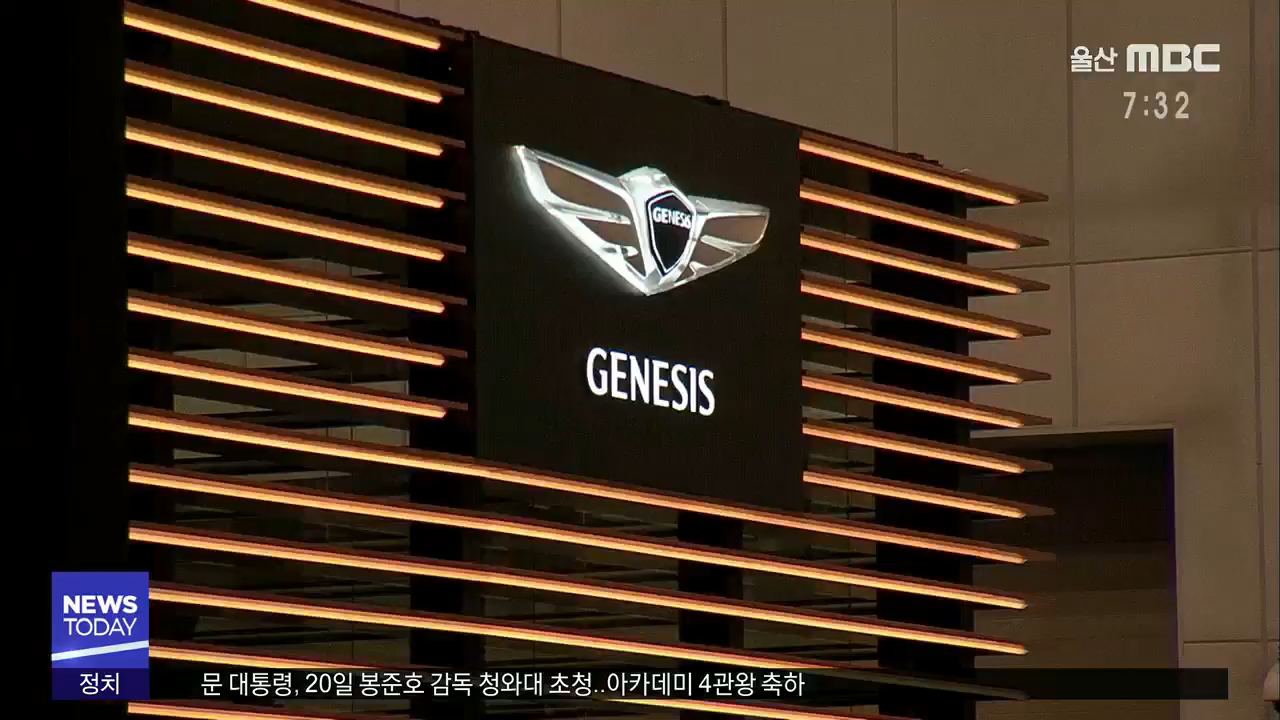 울산 MBC
7:32
GENESIS
GENESIS
NEWS
TODAY
정치
문 대통령, 20일 봉준호 감독 청와대 초청..아카데미 4관왕 축하